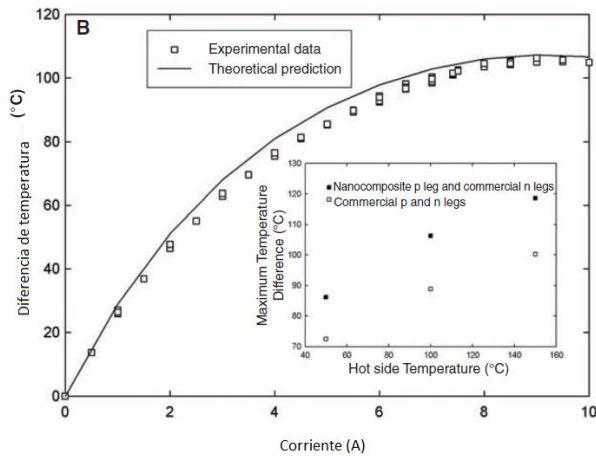 B
Experimental data
Theoretical prediction
120
100
80
60
40
20
0
Diferencia de temperatura (°C)
0
2
4
6
8
10
Corriente (A)
Nanocomposite p leg and commercial n legs
Commercial p and n legs
130
120
110
100
90
80
70
Maximum Temperature
Difference (°C)
40
60
80
100
120
140
160
Hot side Temperature (°C)